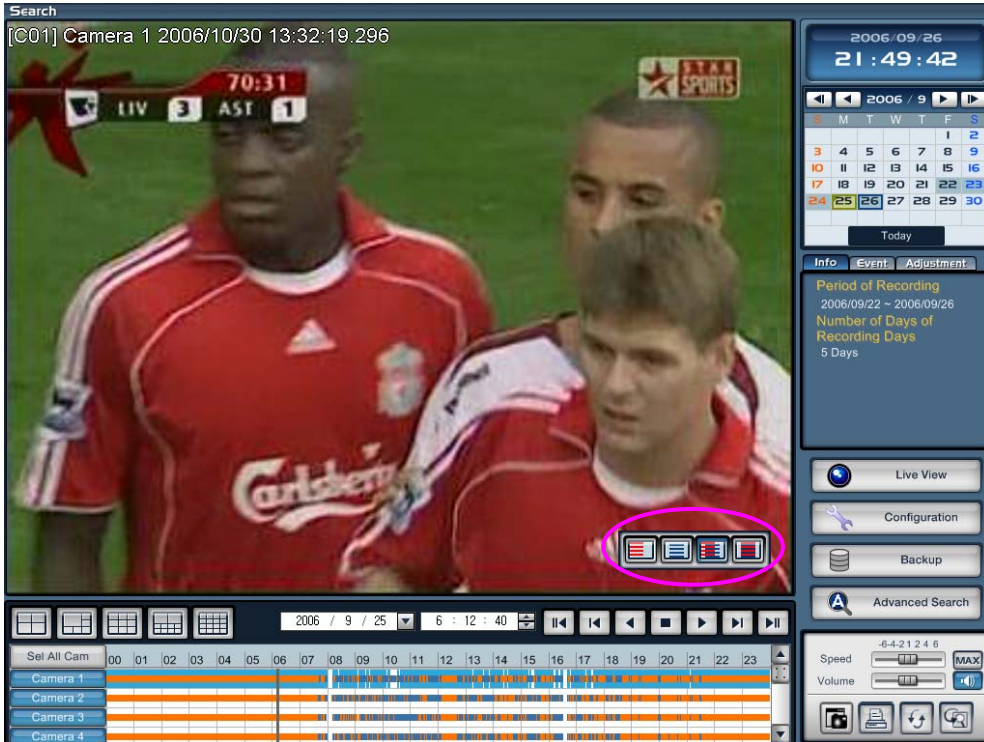 Search
[C01] Camera 1 2006/10/30 13:32:19.296
70:31
LIV 3 AST 1
STAR
SPORTS
Carlsberg
2006/09/26
21:49:42
2006 / 9
S M T W T F S
1 2
3 4 5 6 7 8 9
10 11 12 13 14 15 16
17 18 19 20 21 22 23
24 25 26 27 28 29 30
Today
Info Event Adjustment
Period of Recording
2006/09/22 ~ 2006/09/26
Number of Days of
Recording Days
5 Days
Live View
Configuration
Backup
A Advanced Search
2006 / 9 / 25 6 : 12 : 40
Sel All Cam 00 01 02 03 04 05 06 07 08 09 10 11 12 13 14 15 16 17 18 19 20 21 22 23
Camera 1
Camera 2
Camera 3
Camera 4
-6-4-2 1 2 4 6
Speed MAX
Volume